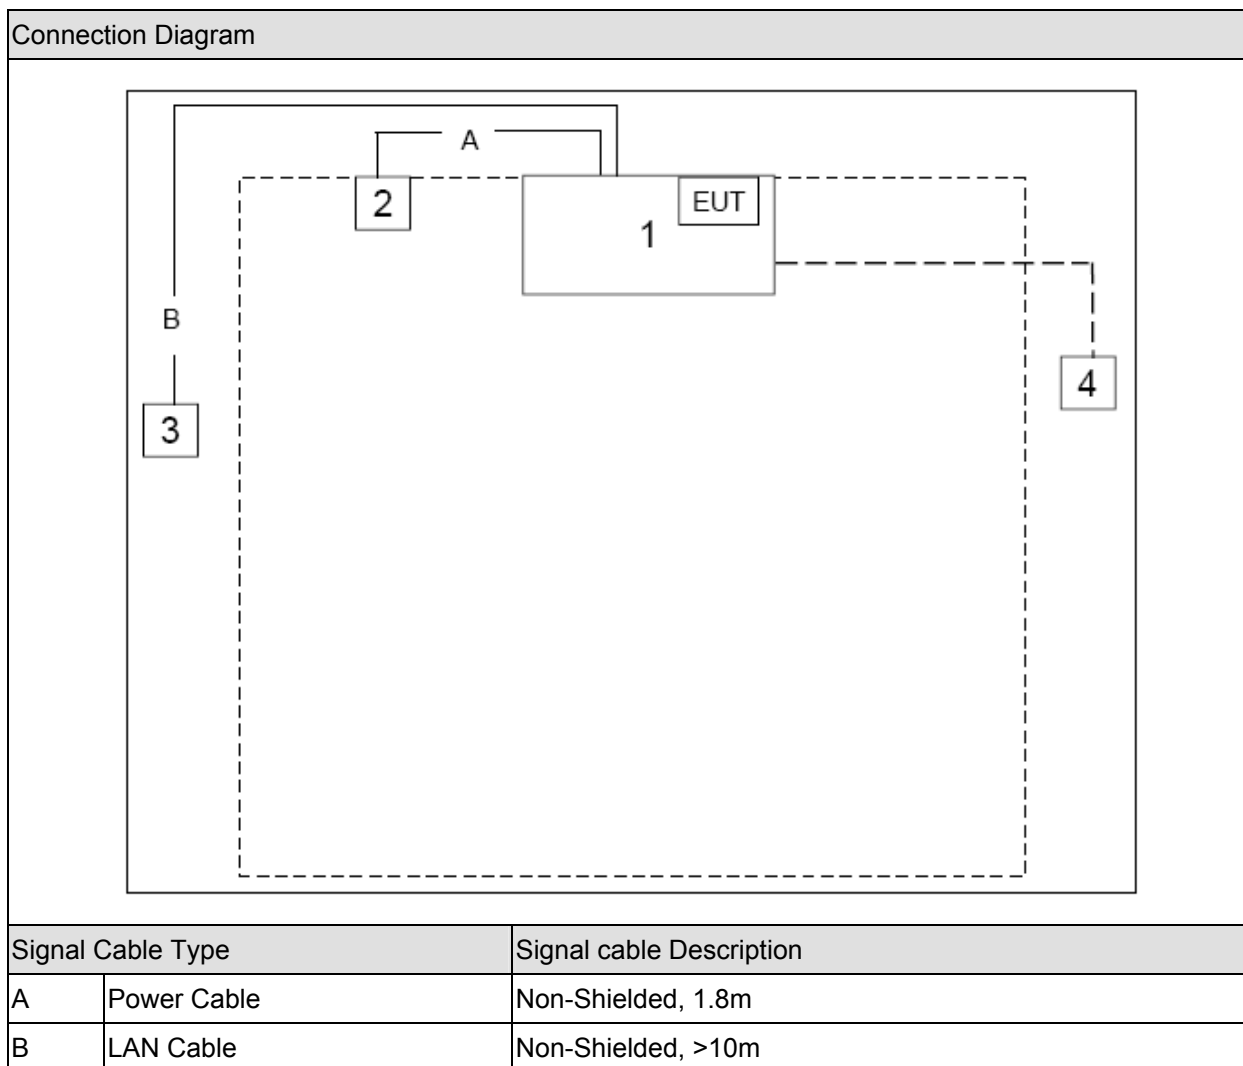 Connection Diagram
A
2
EUT
1
B
4
3
Signal Cable Type Signal cable Description
A Power Cable Non-Shielded, 1.8m
B LAN Cable Non-Shielded, >10m